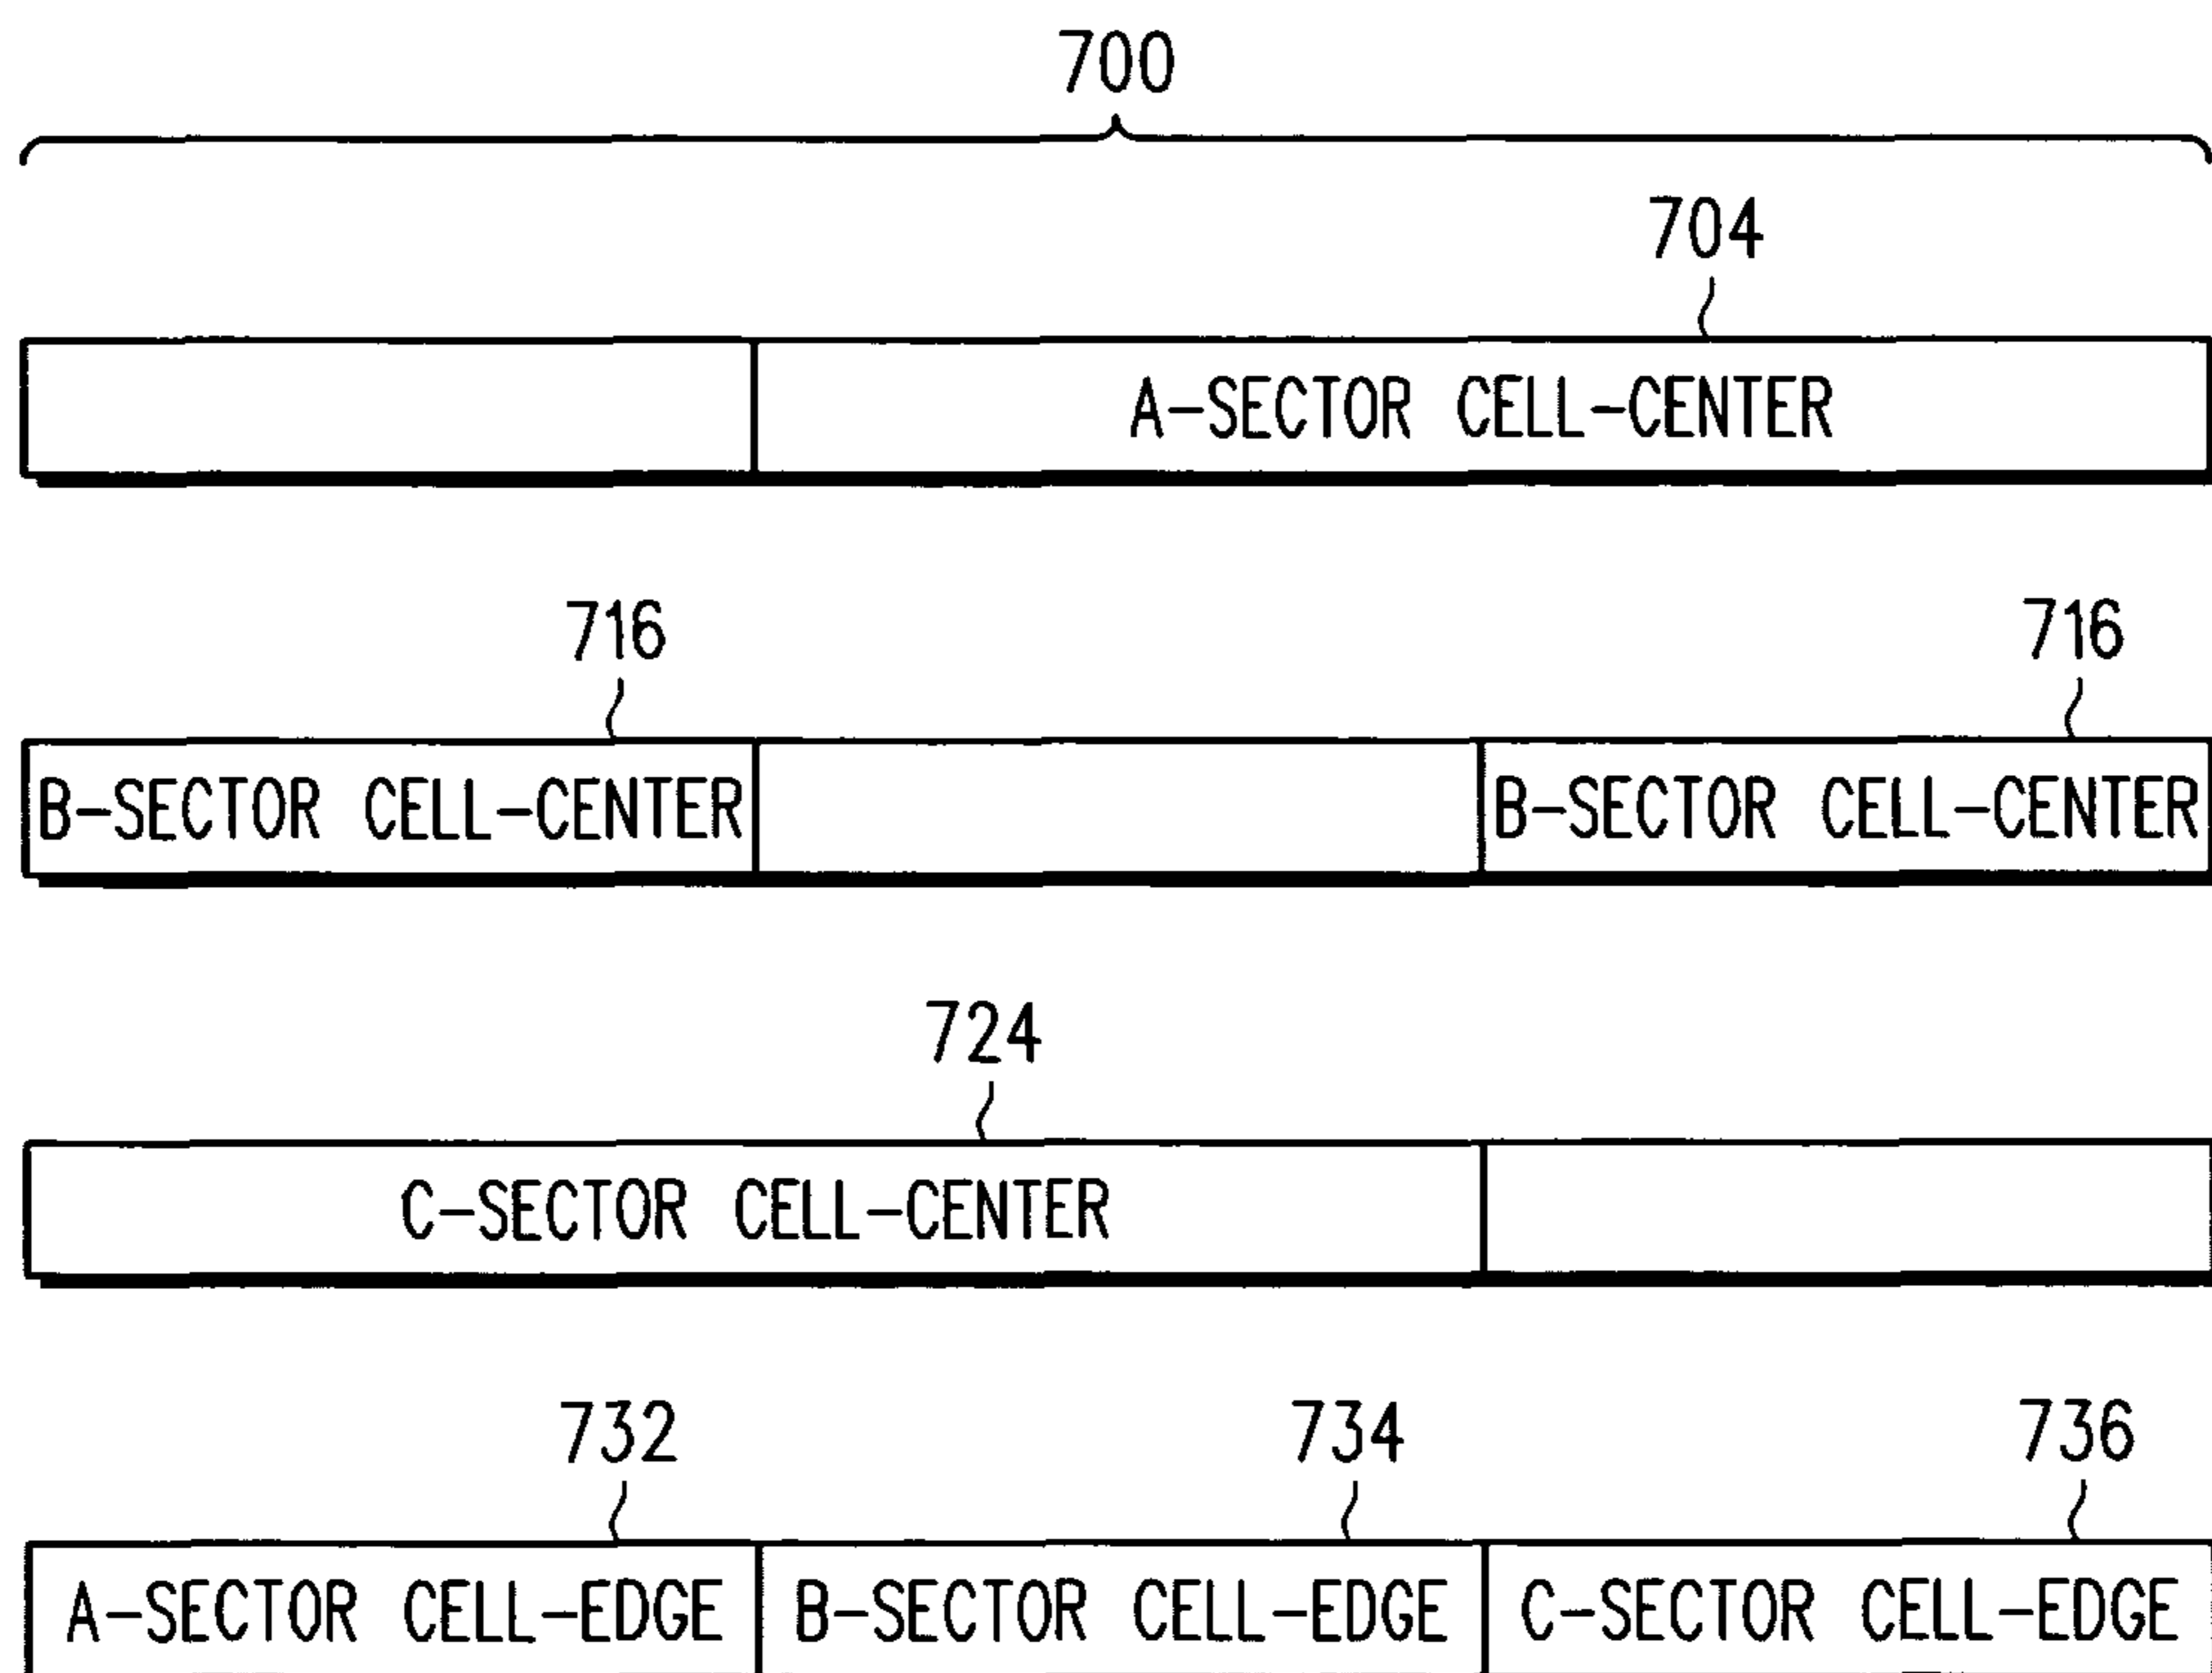 700
704
A-SECTOR CELL-CENTER
716 716
B-SECTOR CELL-CENTER B-SECTOR CELL-CENTER
724
C-SECTOR CELL-CENTER
732 734 736
A-SECTOR CELL-EDGE B-SECTOR CELL-EDGE C-SECTOR CELL-EDGE